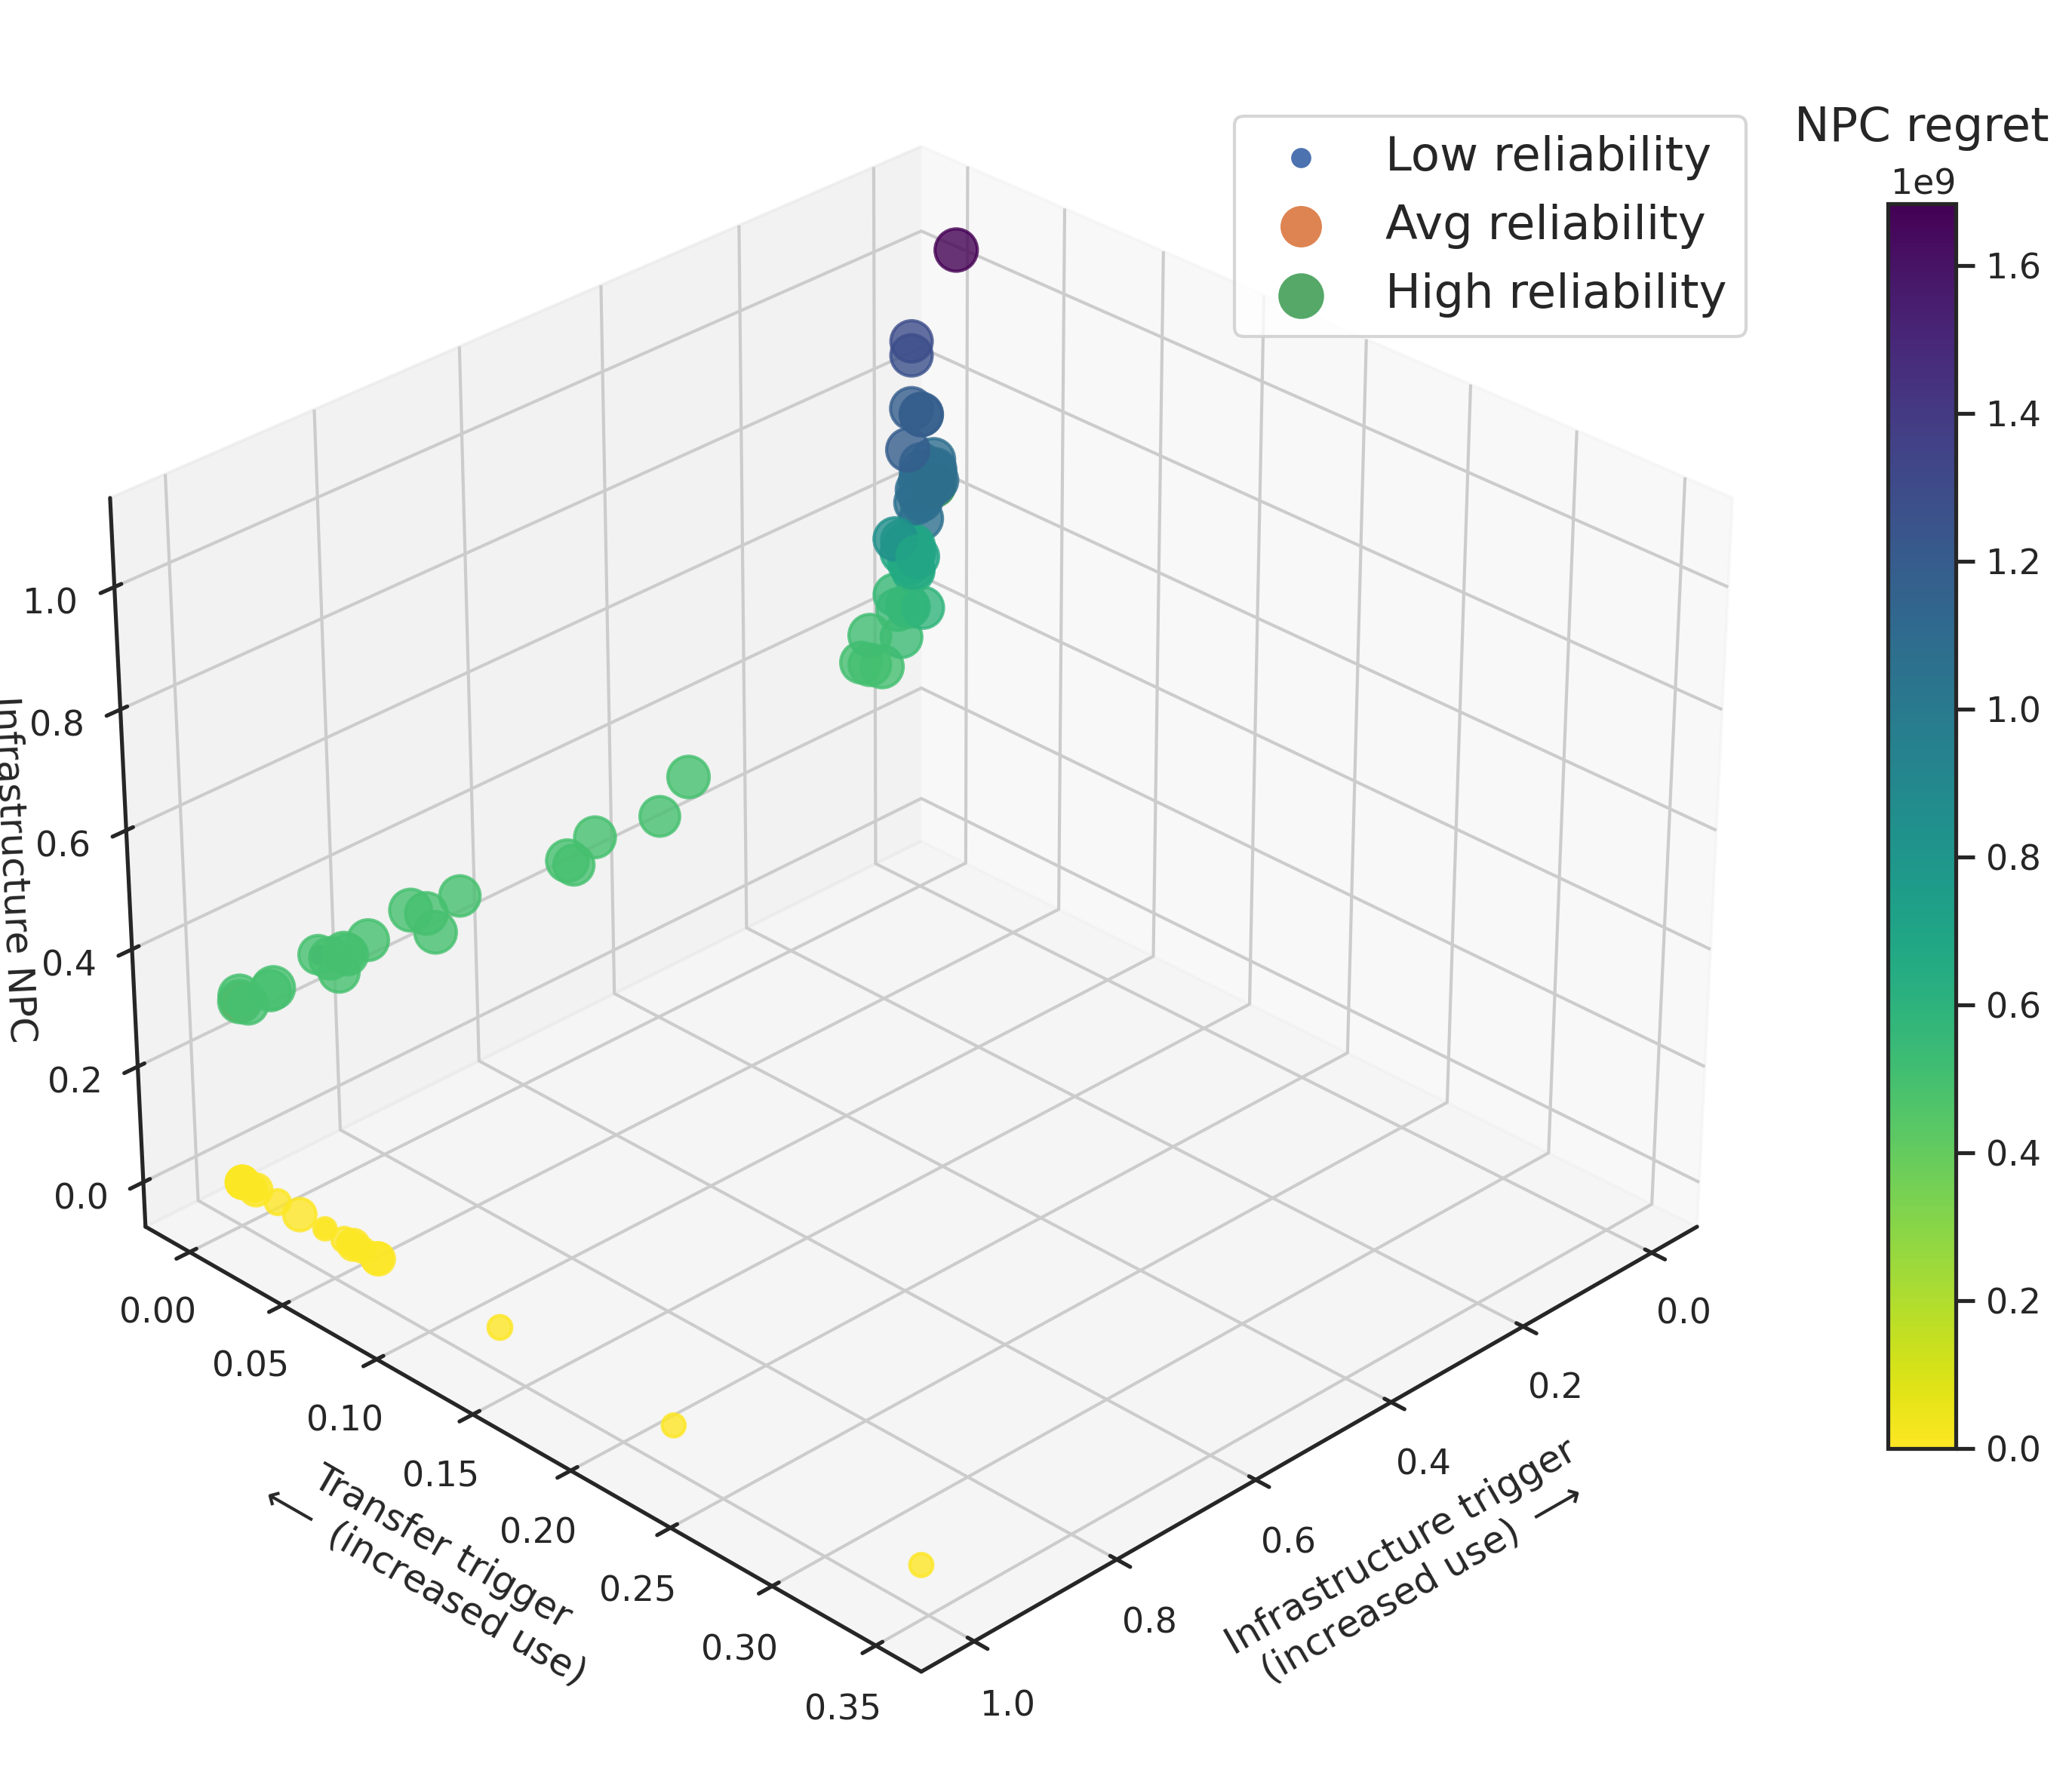 Low reliability
Avg reliability
High reliability
NPC regret
1e9
1.6
1.4
1.2
1.0
0.8
0.6
0.4
0.2
0.0
Infrastructure NPC
1.0
0.8
0.6
0.4
0.2
0.0
0.00
0.05
0.10
0.15
0.20
0.25
0.30
0.35
Transfer trigger
← (increased use)
0.0
0.2
0.4
0.6
0.8
1.0
Infrastructure trigger
(increased use) →